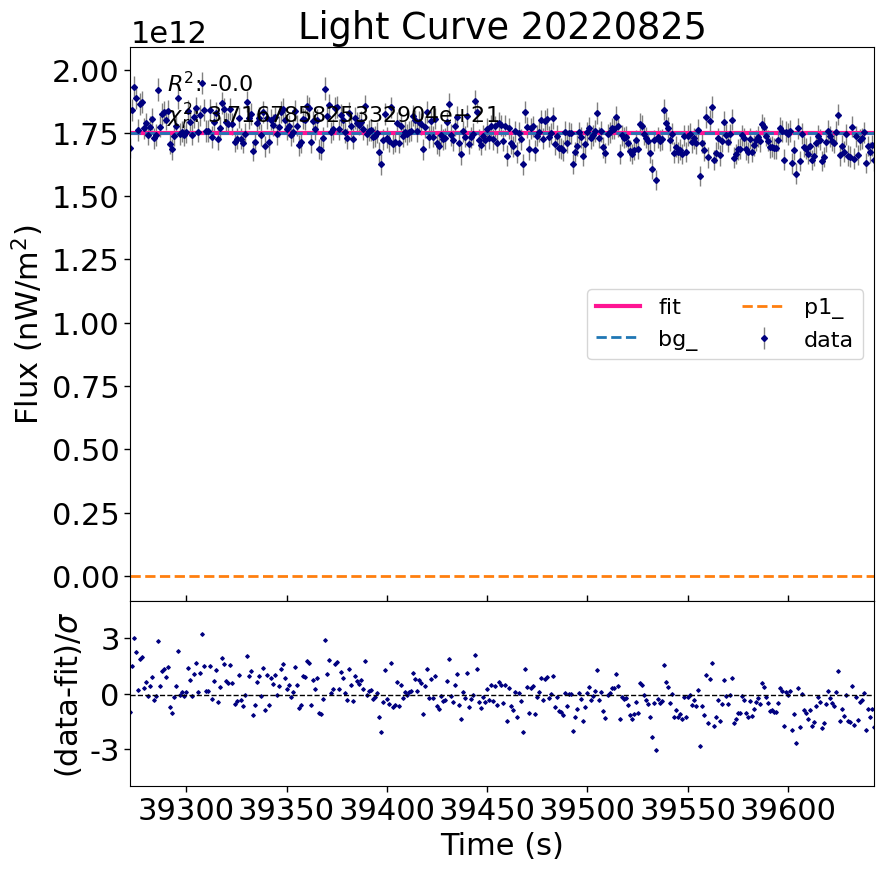 Light Curve 20220825
1e12
R²: -0.0
2.00
1.75
1.50
1.25
1.00
0.75
0.50
0.25
0.00
Flux (nW/m²)
fit
bg_
p1_
data
3
0
-3
(data-fit)/σ
39300 39350 39400 39450 39500 39550 39600
Time (s)